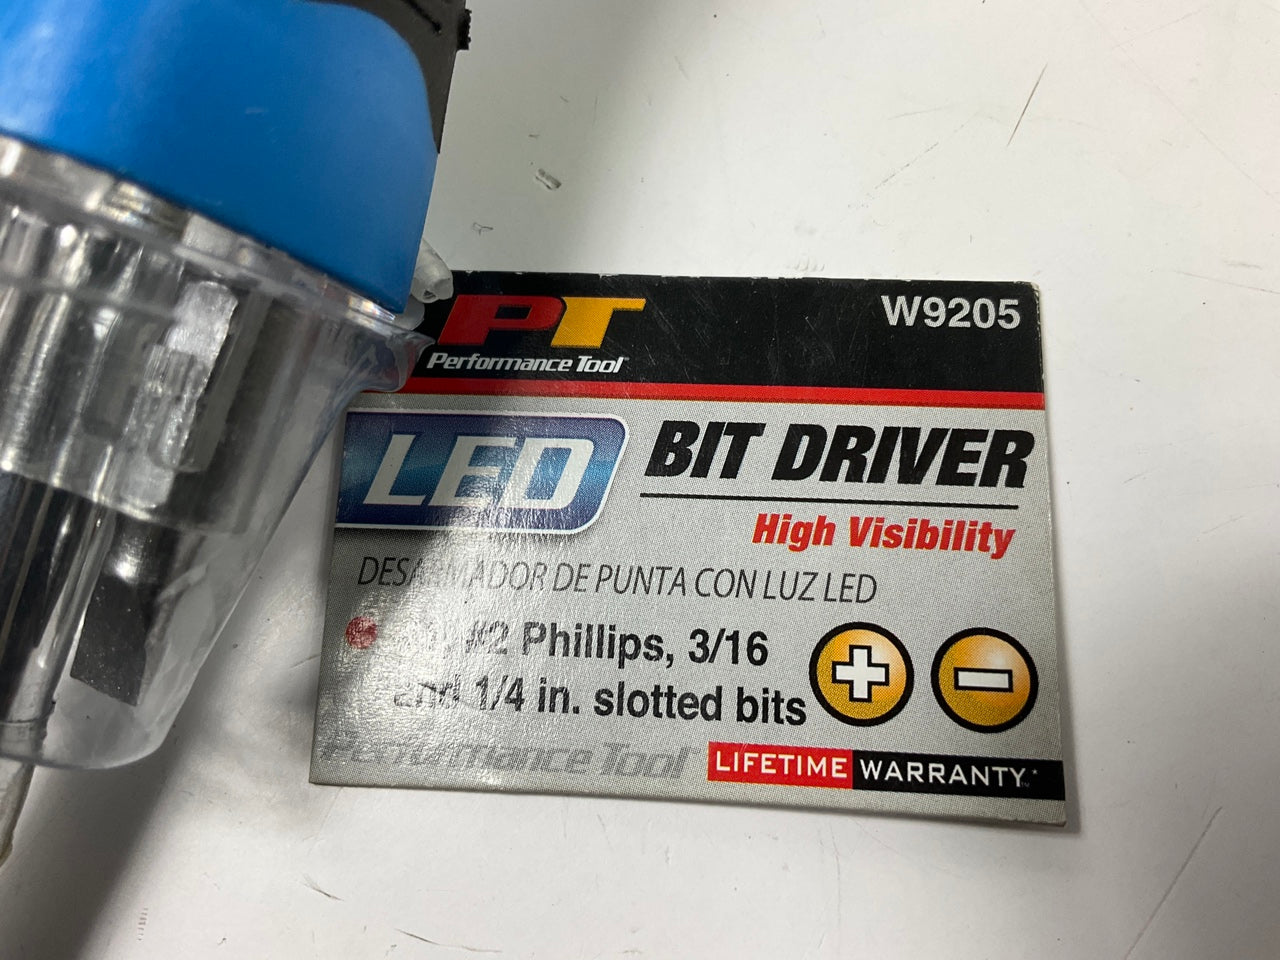 PT
Performance Tool
W9205
LED
BIT DRIVER
High Visibility
DESARMADOR DE PUNTA CON LUZ LED
#2 Phillips, 3/16
and 1/4 in. slotted bits
Performance Tool
LIFETIME WARRANTY*